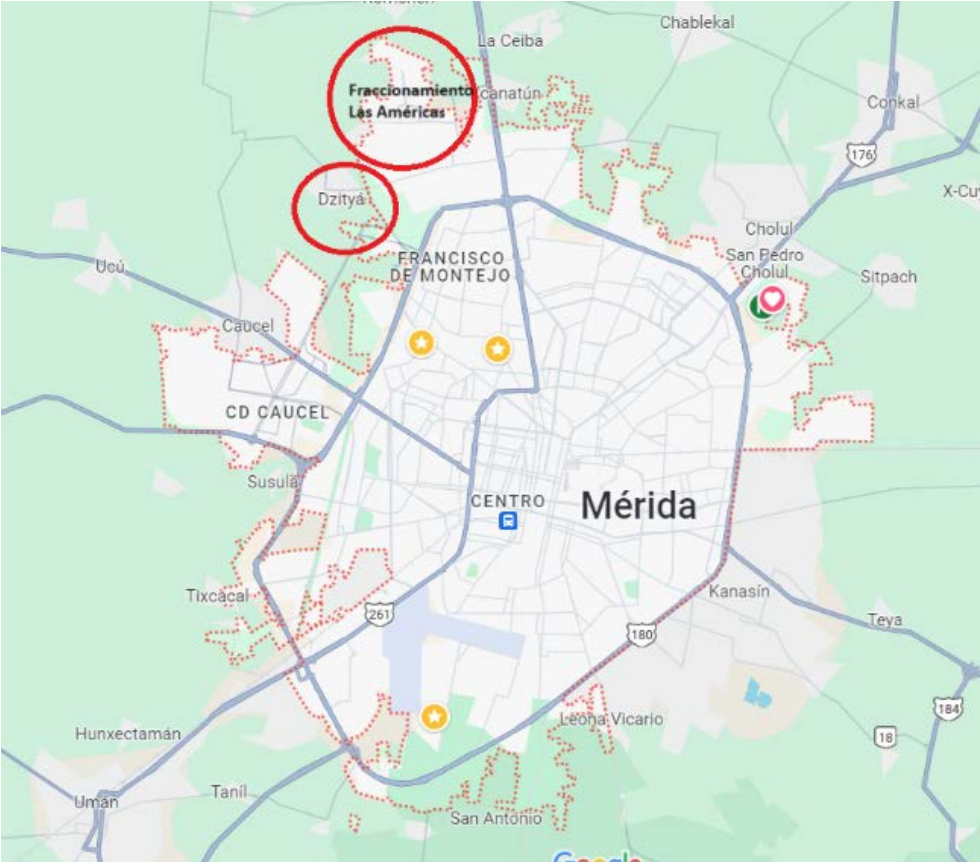 Chablekal
La Ceiba
Fraccionamiento
Las Américas
Conkal
176
Dzityá
Cholul
San Pedro
Cholul
Sitpach
FRANCISCO
DE MONTEJO
Ucú
Caucel
CD CAUCEL
Susulá
CENTRO
Mérida
Tixcacal
261
Kanasín
Teya
180
184
Leona Vicario
18
Hunxectamán
Umán
Tanil
San Antonio